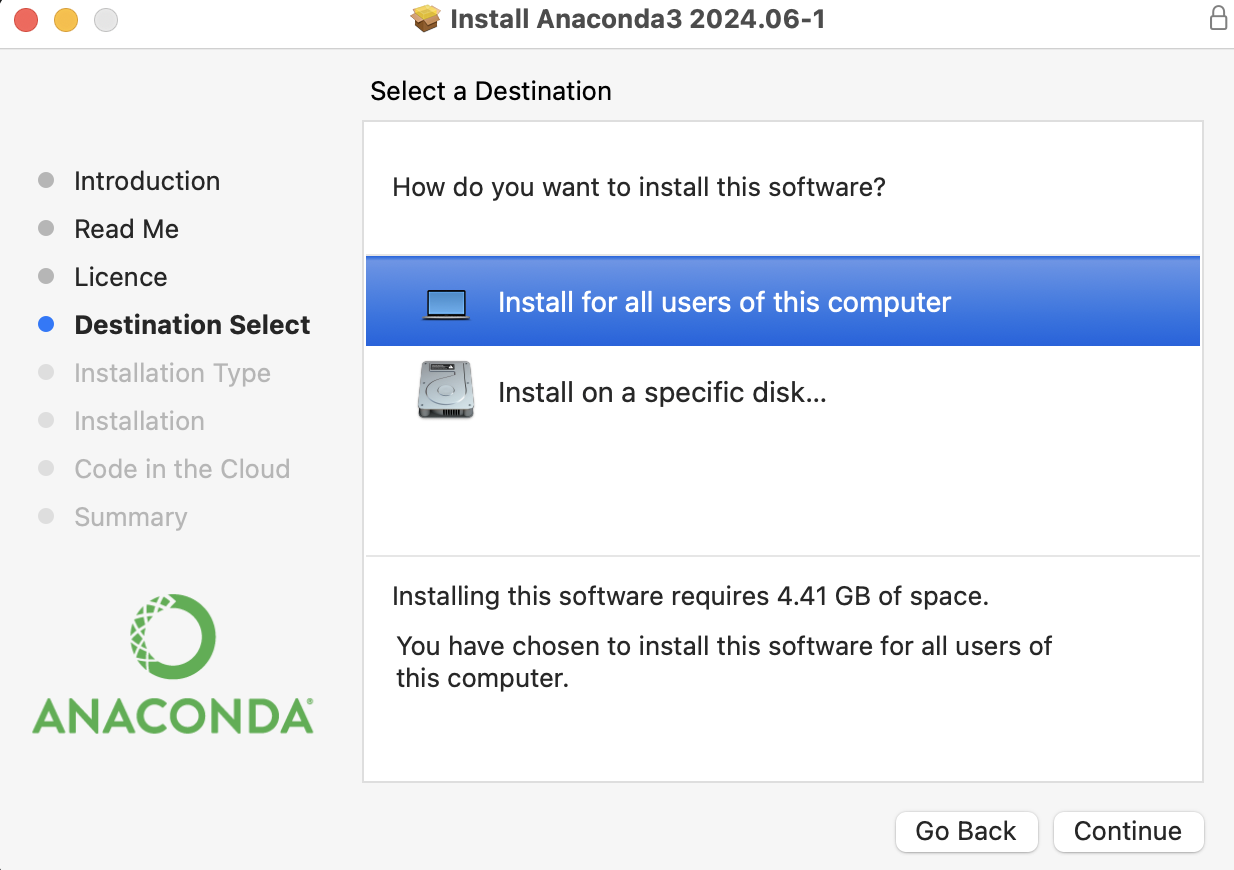 Install Anaconda3 2024.06-1
Select a Destination
Introduction
Read Me
Licence
Destination Select
Installation Type
Installation
Code in the Cloud
Summary
ANACONDA®
How do you want to install this software?
Install for all users of this computer
Install on a specific disk...
Installing this software requires 4.41 GB of space.
You have chosen to install this software for all users of
this computer.
Go Back
Continue